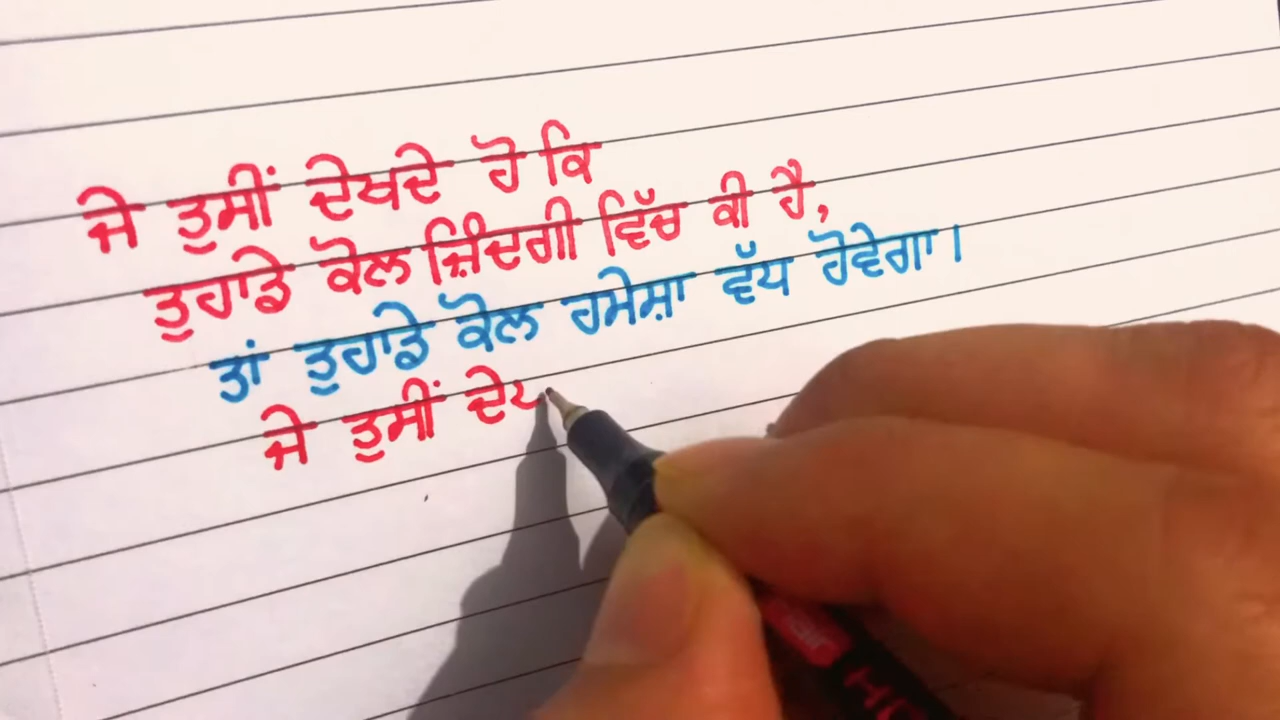 ਜੇ ਤੁਸੀਂ ਦੇਖਦੇ ਹੋ ਕਿ
ਤੁਹਾਡੇ ਕੋਲ ਜ਼ਿੰਦਗੀ ਵਿੱਚ ਕੀ ਹੈ,
ਤਾਂ ਤੁਹਾਡੇ ਕੋਲ ਹਮੇਸ਼ਾ ਵੱਧ ਹੋਵੇਗਾ।
ਜੇ ਤੁਸੀਂ